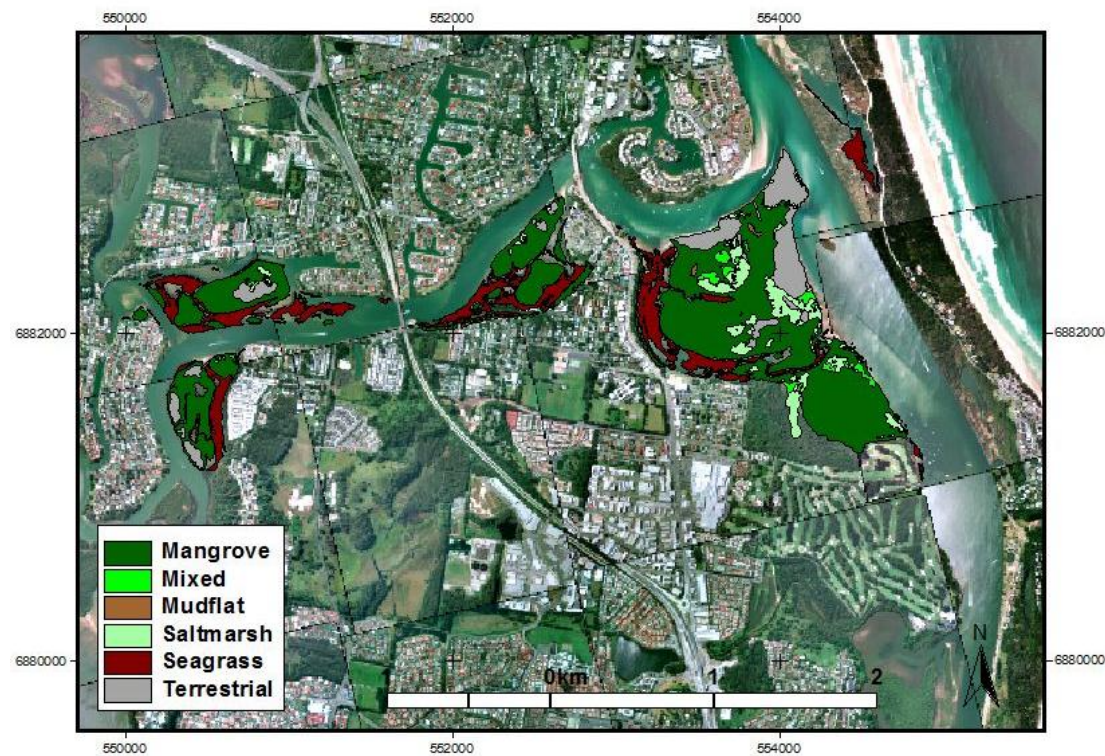 550000 552000 554000
6882000 6882000
Mangrove
Mixed
Mudflat
Saltmarsh
Seagrass
Terrestrial
6880000 6880000
N
1 0km 1 2
550000 552000 554000